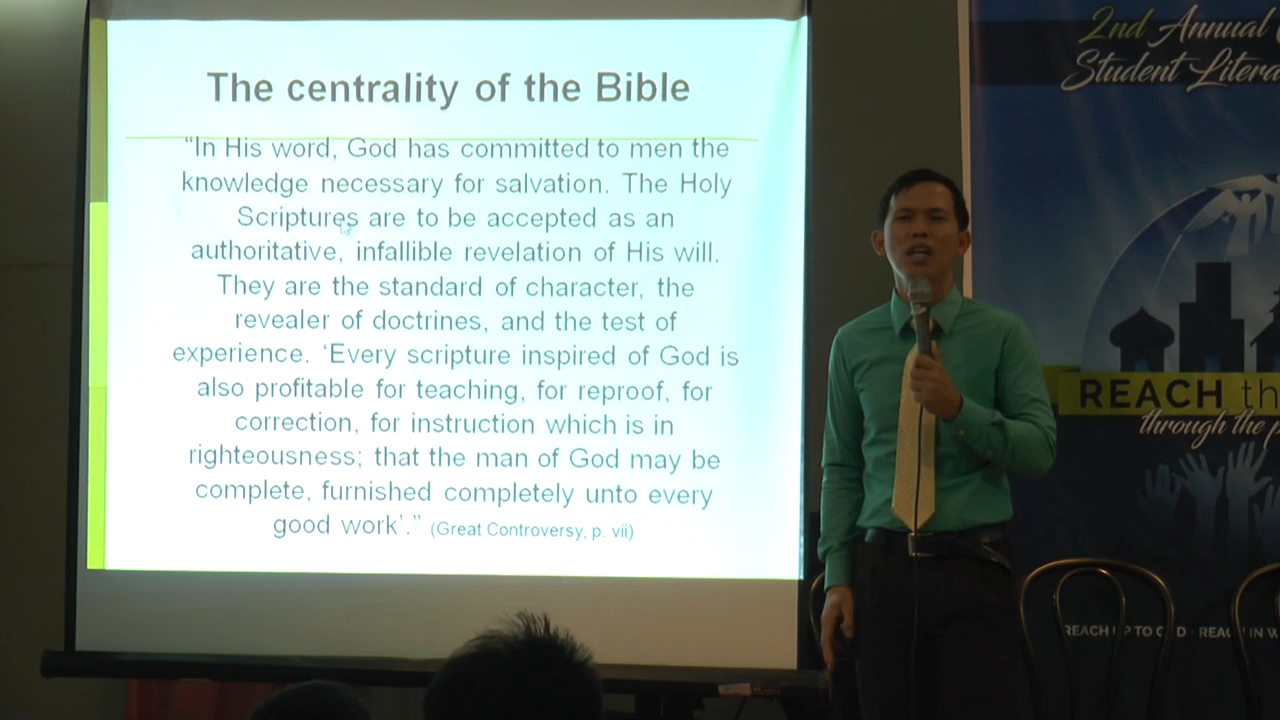 The centrality of the Bible
“In His word, God has committed to men the
knowledge necessary for salvation. The Holy
Scriptures are to be accepted as an
authoritative, infallible revelation of His will.
They are the standard of character, the
revealer of doctrines, and the test of
experience. ‘Every scripture inspired of God is
also profitable for teaching, for reproof, for
correction, for instruction which is in
righteousness; that the man of God may be
complete, furnished completely unto every
good work’.” (Great Controversy, p. vii)
2nd Annual
Student
REACH
through the
REACH UP TO GOD · REACH IN